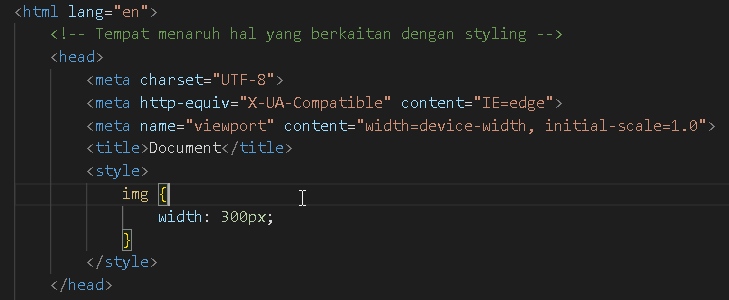 <html lang="en">
<!-- Tempat menaruh hal yang berkaitan dengan styling -->
<head>
<meta charset="UTF-8">
<meta http-equiv="X-UA-Compatible" content="IE=edge">
<meta name="viewport" content="width=device-width, initial-scale=1.0">
<title>Document</title>
<style>
img {
width: 300px;
}
</style>
</head>